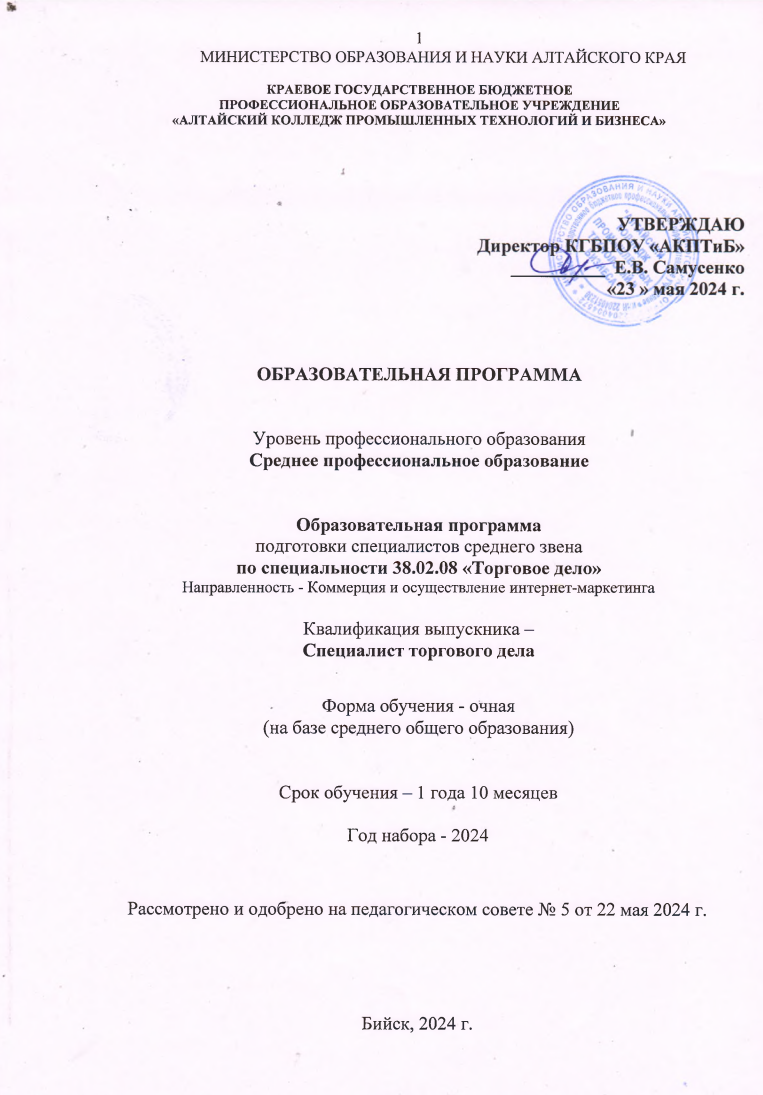 1
МИНИСТЕРСТВО ОБРАЗОВАНИЯ И НАУКИ АЛТАЙСКОГО КРАЯ
КРАЕВОЕ ГОСУДАРСТВЕННОЕ БЮДЖЕТНОЕ
ПРОФЕССИОНАЛЬНОЕ ОБРАЗОВАТЕЛЬНОЕ УЧРЕЖДЕНИЕ
«АЛТАЙСКИЙ КОЛЛЕДЖ ПРОМЫШЛЕННЫХ ТЕХНОЛОГИЙ И БИЗНЕСА»
УТВЕРЖДАЮ
Директор КГБПОУ «АКПТиБ»
___________ Е.В. Самусенко
«23 » мая 2024 г.
ОБРАЗОВАТЕЛЬНАЯ ПРОГРАММА
Уровень профессионального образования
Среднее профессиональное образование
Образовательная программа
подготовки специалистов среднего звена
по специальности 38.02.08 «Торговое дело»
Направленность - Коммерция и осуществление интернет-маркетинга
Квалификация выпускника –
Специалист торгового дела
Форма обучения - очная
(на базе среднего общего образования)
Срок обучения – 1 года 10 месяцев
Год набора - 2024
Рассмотрено и одобрено на педагогическом совете № 5 от 22 мая 2024 г.
Бийск, 2024 г.